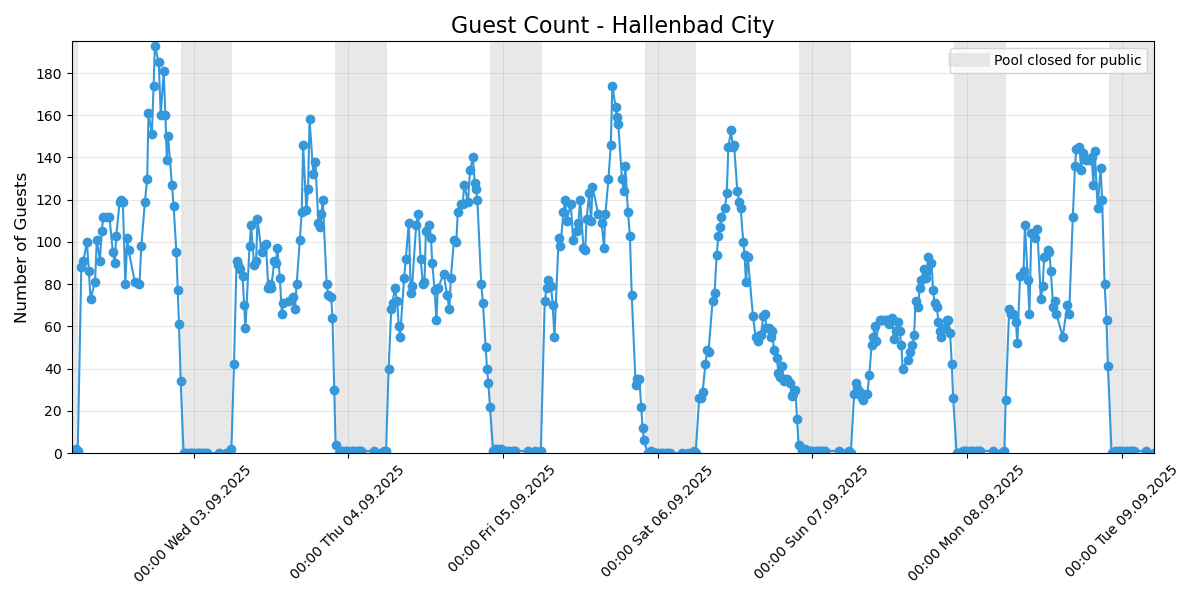 Guest Count - Hallenbad City
Pool closed for public
Number of Guests
180
160
140
120
100
80
60
40
20
0
00:00 Wed 03.09.2025
00:00 Thu 04.09.2025
00:00 Fri 05.09.2025
00:00 Sat 06.09.2025
00:00 Sun 07.09.2025
00:00 Mon 08.09.2025
00:00 Tue 09.09.2025